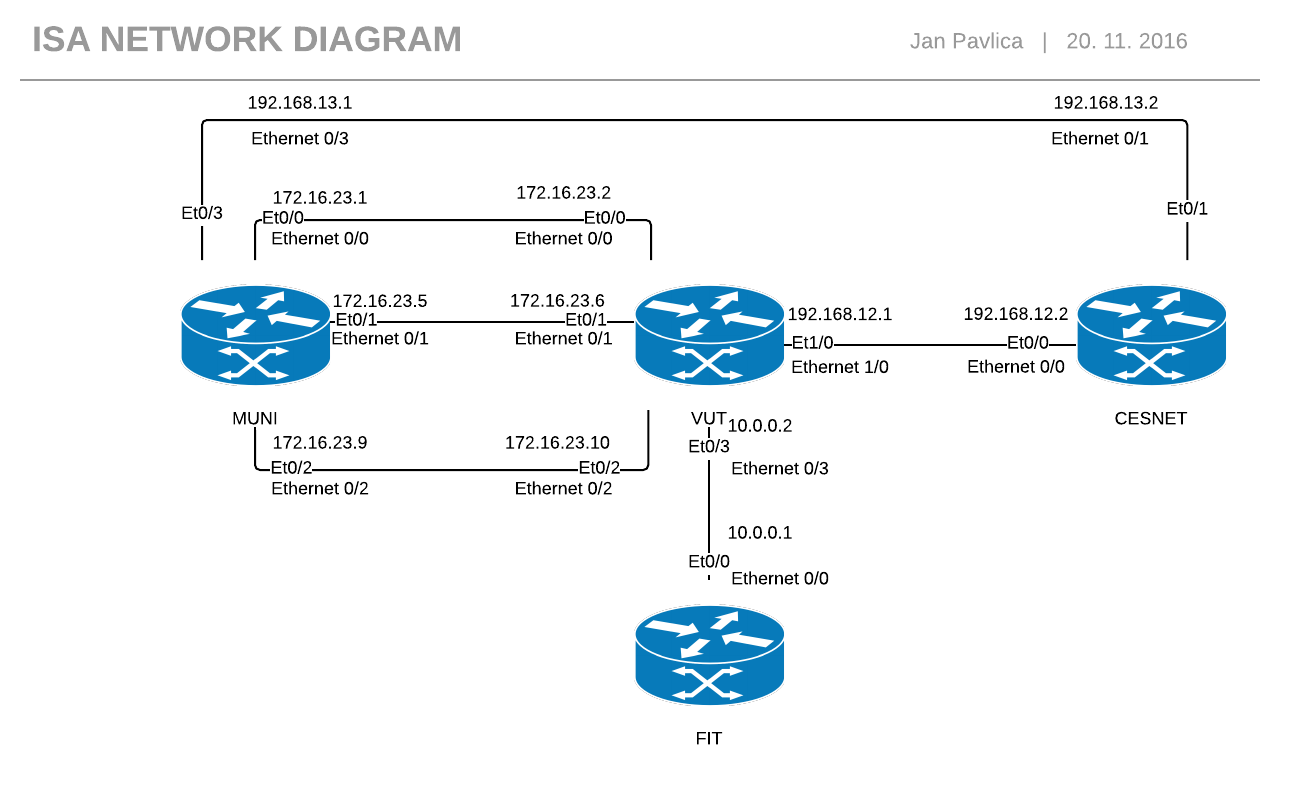 ISA NETWORK DIAGRAM
Jan Pavlica | 20. 11. 2016
192.168.13.1
192.168.13.2
Ethernet 0/3
Ethernet 0/1
Et0/3
Et0/1
172.16.23.1
172.16.23.2
Et0/0
Et0/0
Ethernet 0/0
Ethernet 0/0
172.16.23.5
172.16.23.6
Et0/1
Et0/1
Ethernet 0/1
Ethernet 0/1
192.168.12.1
192.168.12.2
Et1/0
Et0/0
Ethernet 1/0
Ethernet 0/0
MUNI
VUT
CESNET
172.16.23.9
172.16.23.10
Et0/2
Et0/2
Ethernet 0/2
Ethernet 0/2
10.0.0.2
Et0/3
Ethernet 0/3
10.0.0.1
Et0/0
Ethernet 0/0
FIT